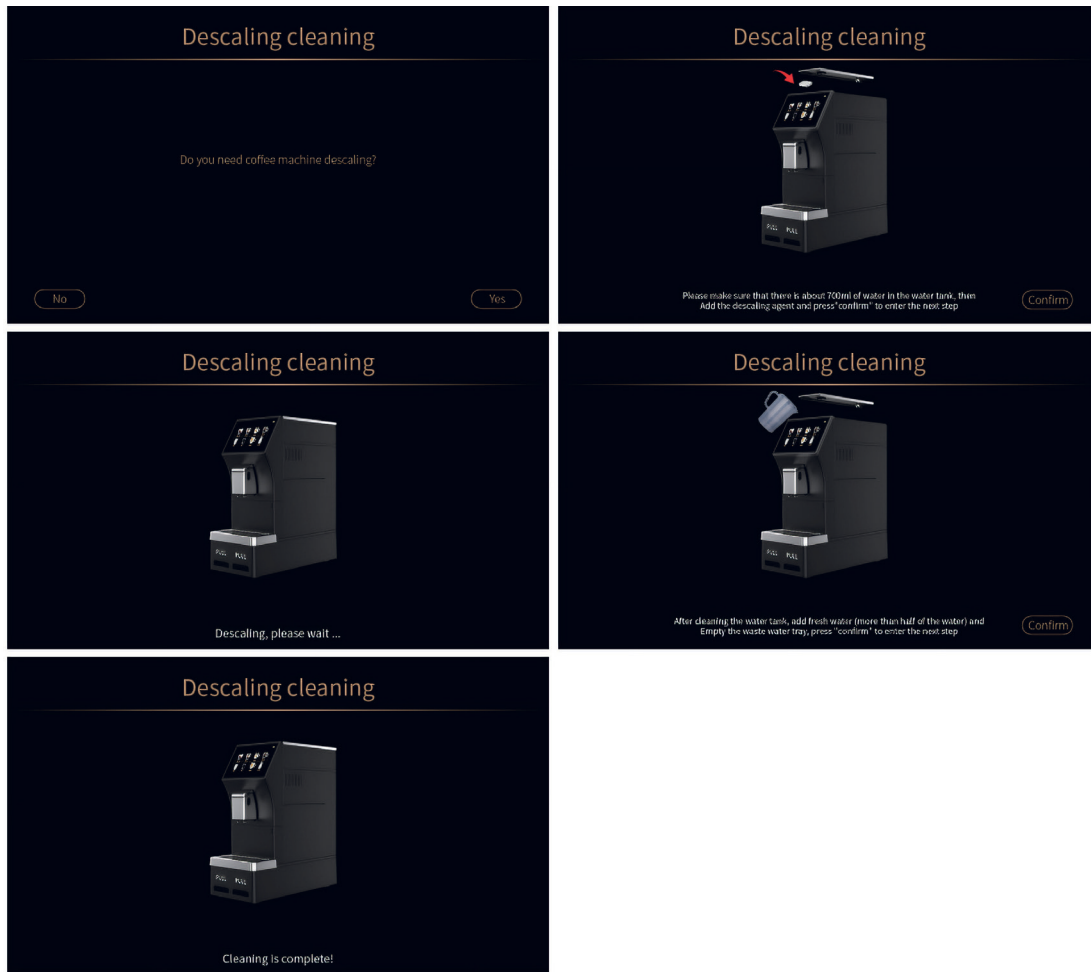 Descaling cleaning
Do you need coffee machine descaling?
No
Yes
Descaling cleaning
PULL PULL
Please make sure that there is about 700ml of water in the water tank, then
Add the descaling agent and press"confirm" to enter the next step
Confirm
Descaling cleaning
PULL PULL
Descaling, please wait ...
Descaling cleaning
PULL PULL
After cleaning the water tank, add fresh water (more than half of the water) and
Empty the waste water tray, press "confirm" to enter the next step
Confirm
Descaling cleaning
PULL PULL
Cleaning is complete!